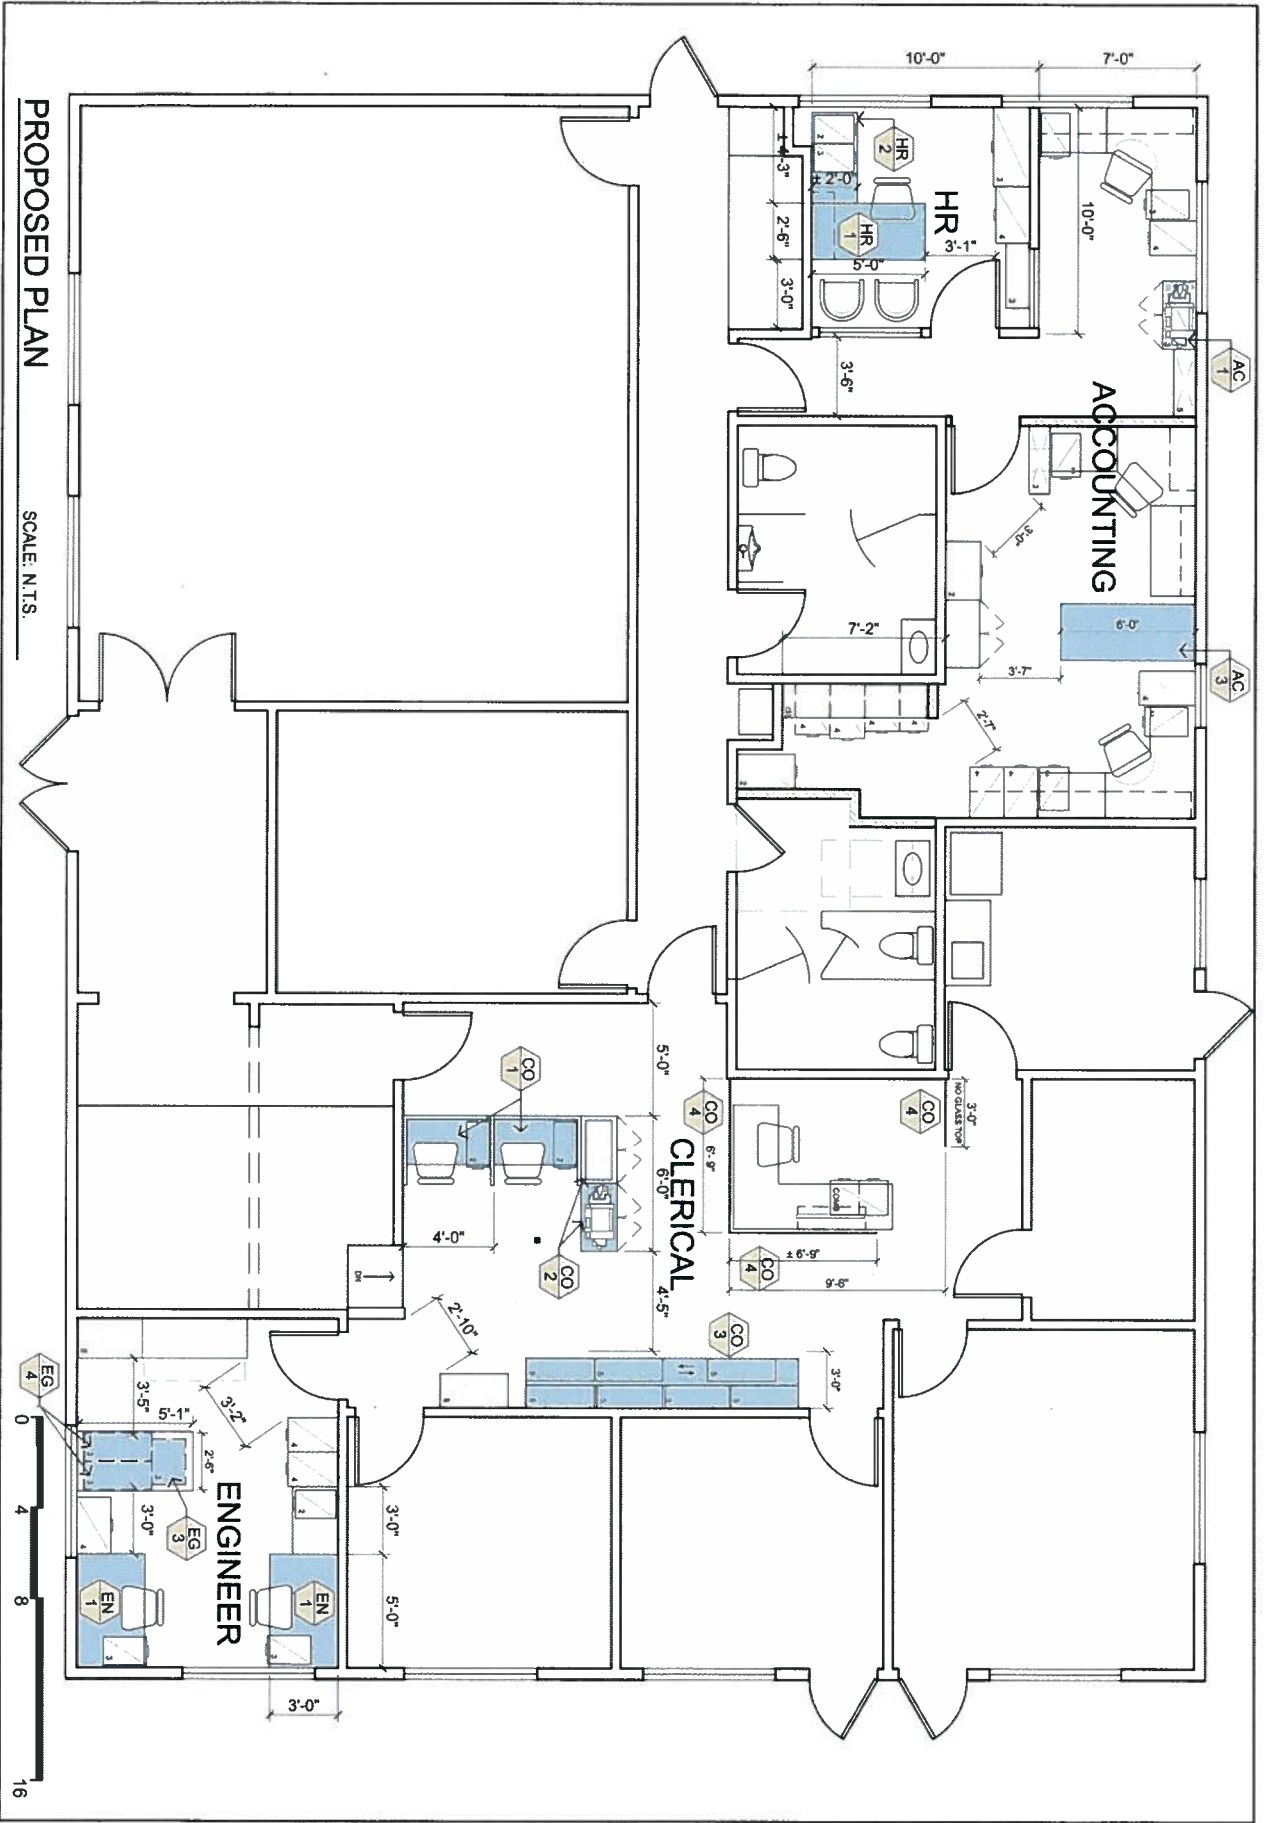 PROPOSED PLAN
SCALE: N.T.S.
10'-0"
7'-0"
HR
2
HR
HR
1
± 2'-0"
2'-6"
3'-0"
5'-0"
3'-1"
10'-0"
3'-6"
AC
1
ACCOUNTING
3'-0"
6'-0"
AC
3
3'-7"
2'-7"
7'-2"
5'-0"
CO
1
CO
2
CLERICAL
6'-0"
4'-0"
4'-5"
CO
4
6'-9"
CO
4
3'-0"
NO GLASS TOP
COMB
± 6'-9"
9'-6"
CO
4
CO
3
3'-0"
DN
2'-10"
EG
4
3'-5"
5'-1"
3'-2"
2'-6"
EG
3
3'-0"
ENGINEER
EN
1
EN
1
3'-0"
5'-0"
3'-0"
0
4
8
16